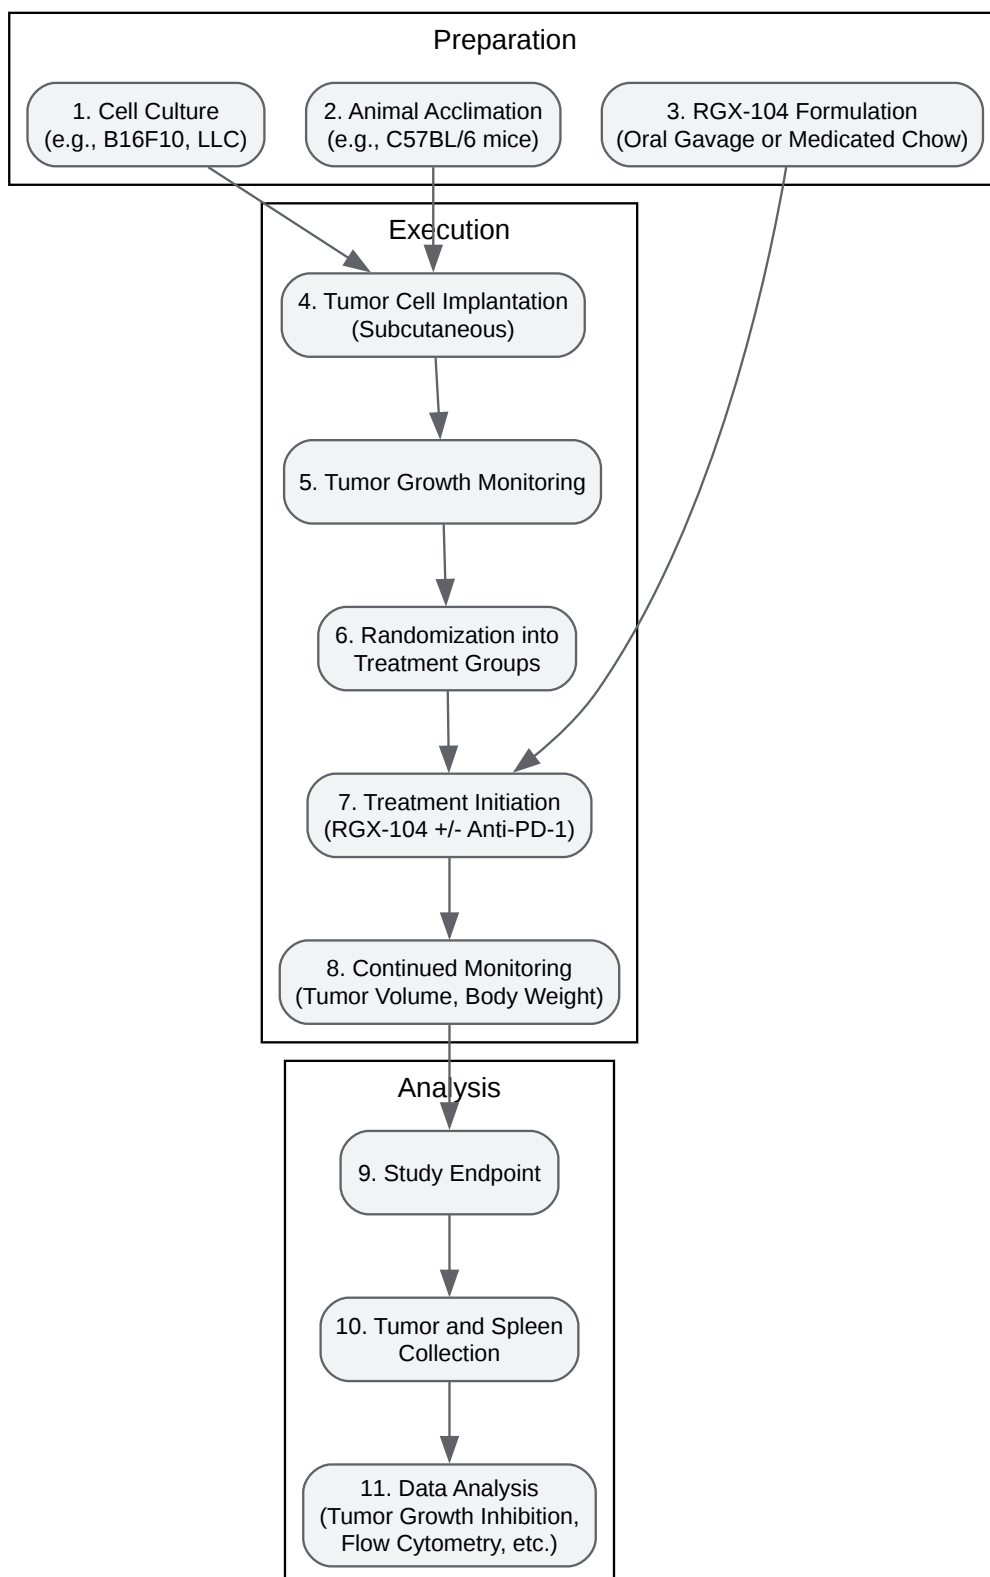 Preparation
1. Cell Culture
(e.g., B16F10, LLC)
2. Animal Acclimation
(e.g., C57BL/6 mice)
3. RGX-104 Formulation
(Oral Gavage or Medicated Chow)
Execution
4. Tumor Cell Implantation
(Subcutaneous)
5. Tumor Growth Monitoring
6. Randomization into
Treatment Groups
7. Treatment Initiation
(RGX-104 +/- Anti-PD-1)
8. Continued Monitoring
(Tumor Volume, Body Weight)
Analysis
9. Study Endpoint
10. Tumor and Spleen
Collection
11. Data Analysis
(Tumor Growth Inhibition,
Flow Cytometry, etc.)